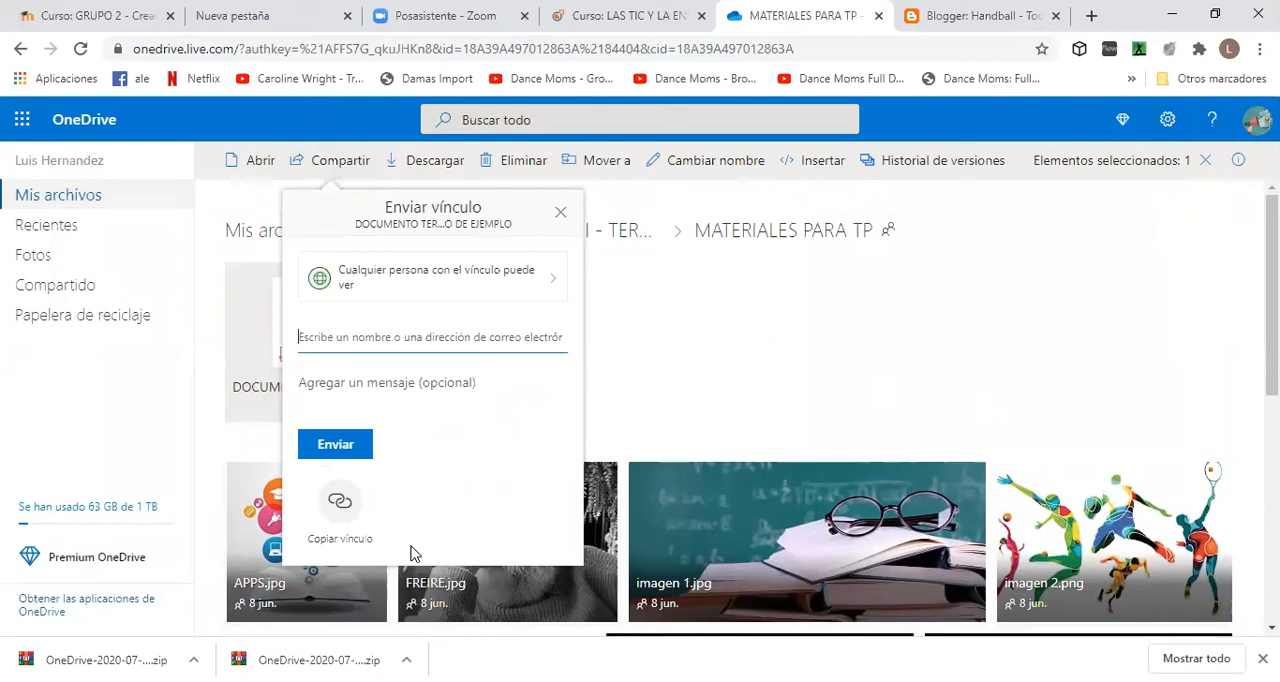 Curso: GRUPO 2 - Crea
Nueva pestaña
Posasistente - Zoom
Curso: LAS TIC Y LA EN
MATERIALES PARA TP -
Blogger: Handball - To
onedrive.live.com/?authkey=%21AFFS7G_qkuJHKn8&id=18A39A497012863A%2184404&cid=18A39A497012863A
new
L
Aplicaciones
ale
Netflix
Caroline Wright - Tr...
Damas Import
Dance Moms - Gro...
Dance Moms - Bro...
Dance Moms Full D...
Dance Moms: Full...
Otros marcadores
OneDrive
Buscar todo
Luis Hernandez
Abrir
Compartir
Descargar
Eliminar
Mover a
Cambiar nombre
Insertar
Historial de versiones
Elementos seleccionados: 1
Mis archivos
Recientes
Fotos
Compartido
Papelera de reciclaje
Mis arc
I - TER...
MATERIALES PARA TP
Enviar vínculo
DOCUMENTO TER...O DE EJEMPLO
Cualquier persona con el vínculo puede
ver
Escribe un nombre o una dirección de correo electrór
Agregar un mensaje (opcional)
Enviar
Copiar vínculo
DOCUM
APPS.jpg
8 jun.
FREIRE.jpg
8 jun.
imagen 1.jpg
8 jun.
imagen 2.png
8 jun.
Se han usado 63 GB de 1 TB
Premium OneDrive
Obtener las aplicaciones de
OneDrive
OneDrive-2020-07-....zip
OneDrive-2020-07-....zip
Mostrar todo